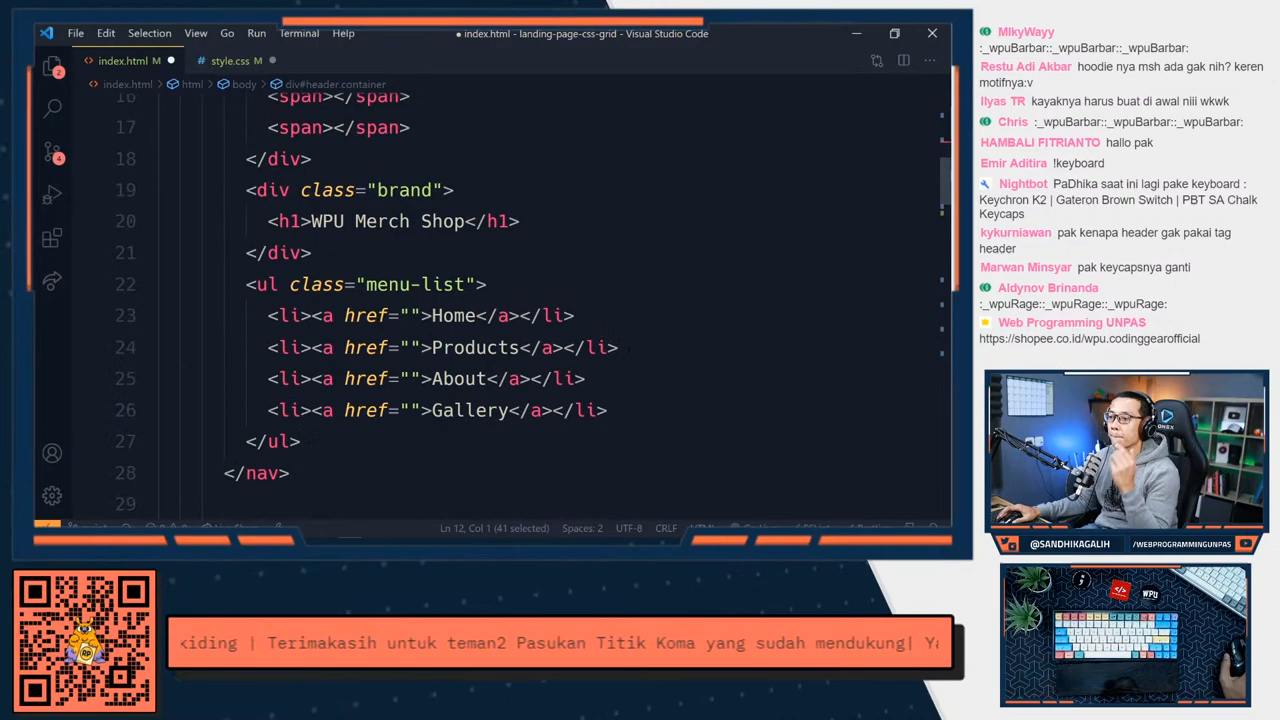 File Edit Selection View Go Run Terminal Help
● index.html - landing-page-css-grid - Visual Studio Code
index.html M ● style.css M ●
index.html > html > body > div#header.container
16 <span></span>
17 <span></span>
18 </div>
19 <div class="brand">
20 <h1>WPU Merch Shop</h1>
21 </div>
22 <ul class="menu-list">
23 <li><a href="">Home</a></li>
24 <li><a href="">Products</a></li>
25 <li><a href="">About</a></li>
26 <li><a href="">Gallery</a></li>
27 </ul>
28 </nav>
29
2
4
Ln 12, Col 1 (41 selected) Spaces: 2 UTF-8 CRLF
MIkyWayy
:_wpuBarbar::_wpuBarbar::_wpuBarbar:
Restu Adi Akbar hoodie nya msh ada gak nih? keren
motifnya:v
Ilyas TR kayaknya harus buat di awal niii wkwk
Chris :_wpuBarbar::_wpuBarbar::_wpuBarbar:
HAMBALI FITRIANTO hallo pak
Emir Aditira !keyboard
Nightbot PaDhika saat ini lagi pake keyboard :
Keychron K2 | Gateron Brown Switch | PBT SA Chalk
Keycaps
kykurniawan pak kenapa header gak pakai tag
header
Marwan Minsyar pak keycapsnya ganti
Aldynov Brinanda
:_wpuRage::_wpuRage::_wpuRage:
Web Programming UNPAS
https://shopee.co.id/wpu.codinggearofficial
@SANDHIKAGALIH /WEBPROGRAMMINGUNPAS
WPU
iding | Terimakasih untuk teman2 Pasukan Titik Koma yang sudah mendukung| Ya